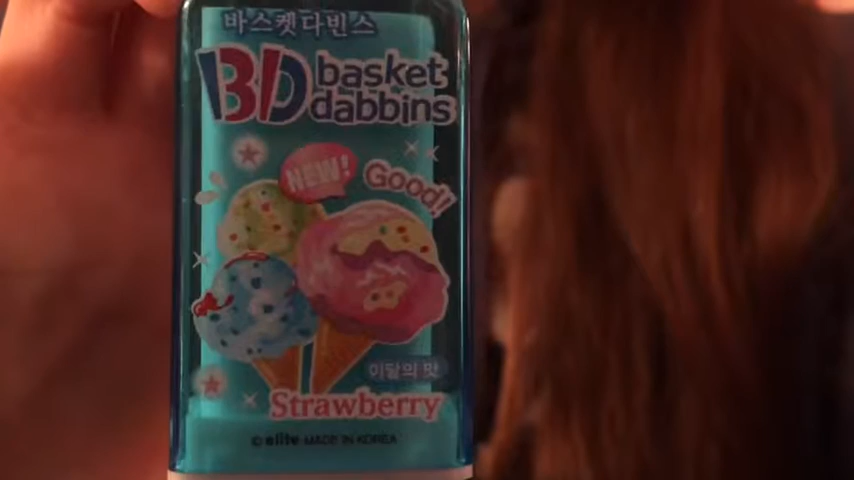 바스켓다빈스
BD basket
dabbins
NEW!
Good!
이달의 맛
Strawberry
© elite MADE IN KOREA